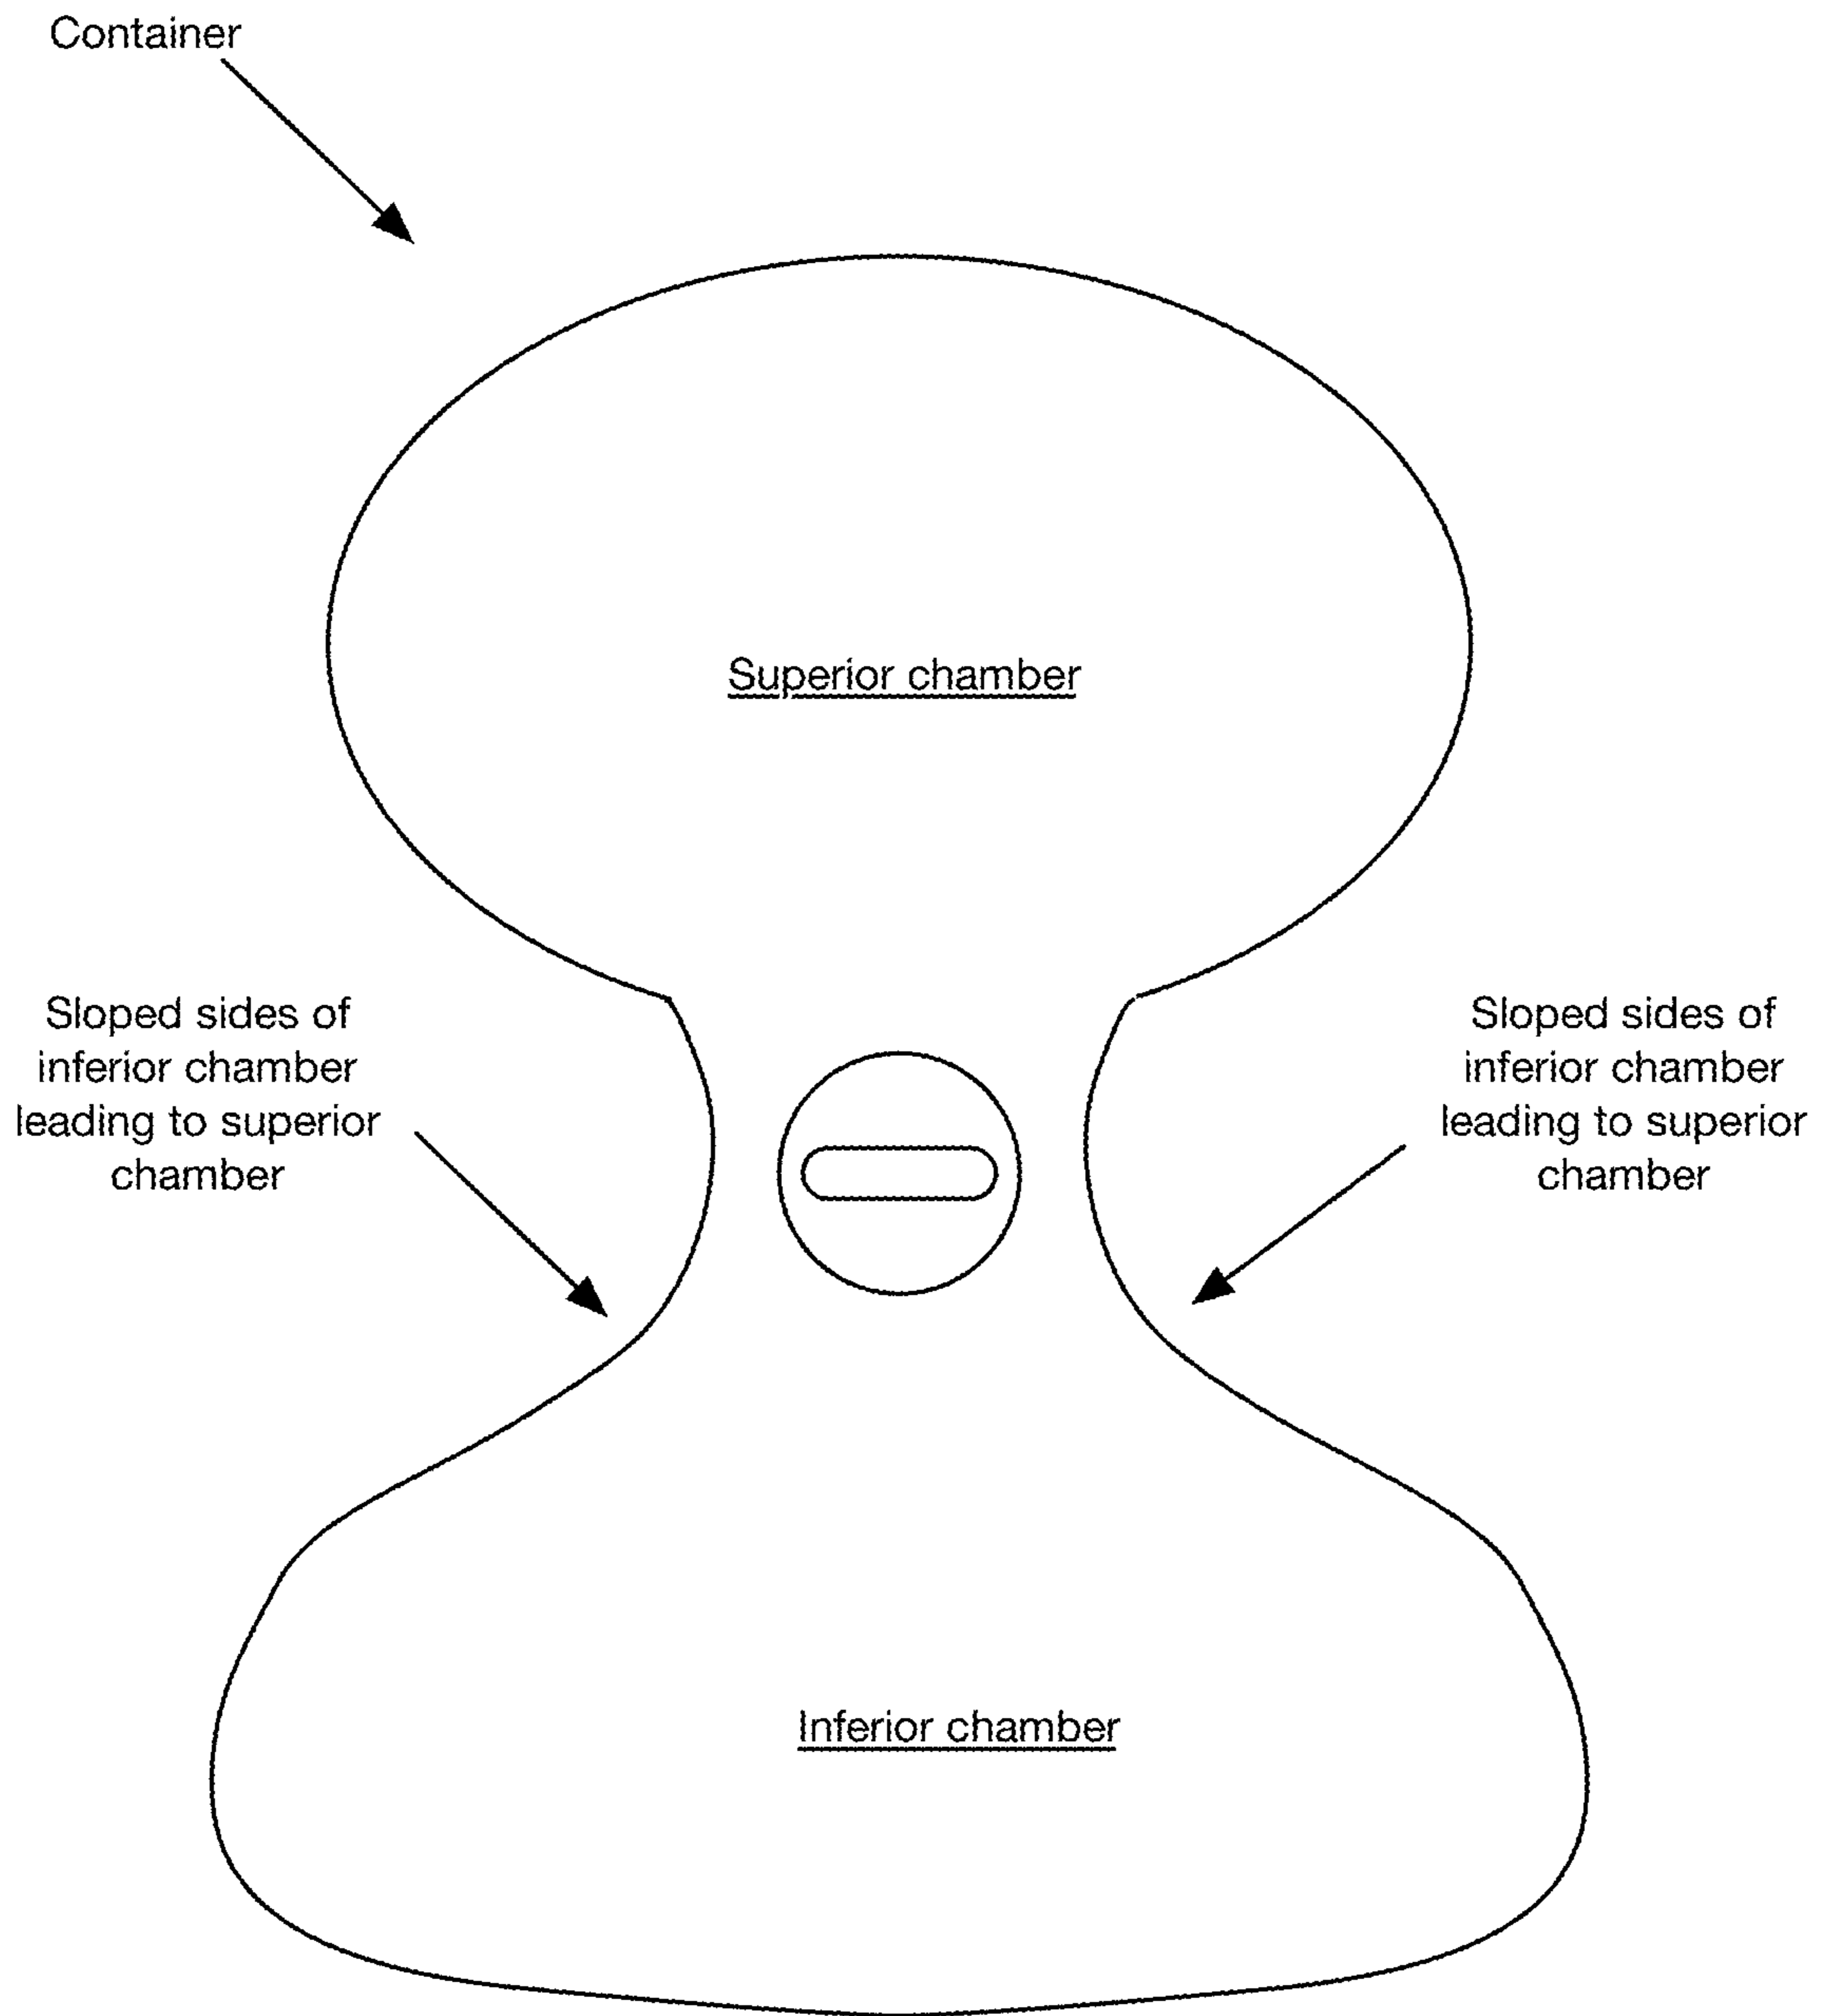 Container
Superior chamber
Sloped sides of
inferior chamber
leading to superior
chamber
Sloped sides of
inferior chamber
leading to superior
chamber
Inferior chamber